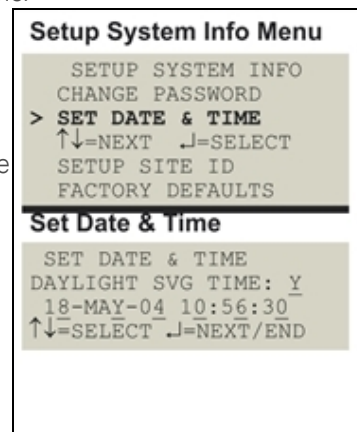 Setup System Info Menu
SETUP SYSTEM INFO
CHANGE PASSWORD
> SET DATE & TIME
↑↓=NEXT ↵=SELECT
SETUP SITE ID
FACTORY DEFAULTS
Set Date & Time
SET DATE & TIME
DAYLIGHT SVG TIME: Y
18-MAY-04 10:56:30
↑↓=SELECT ↵=NEXT/END